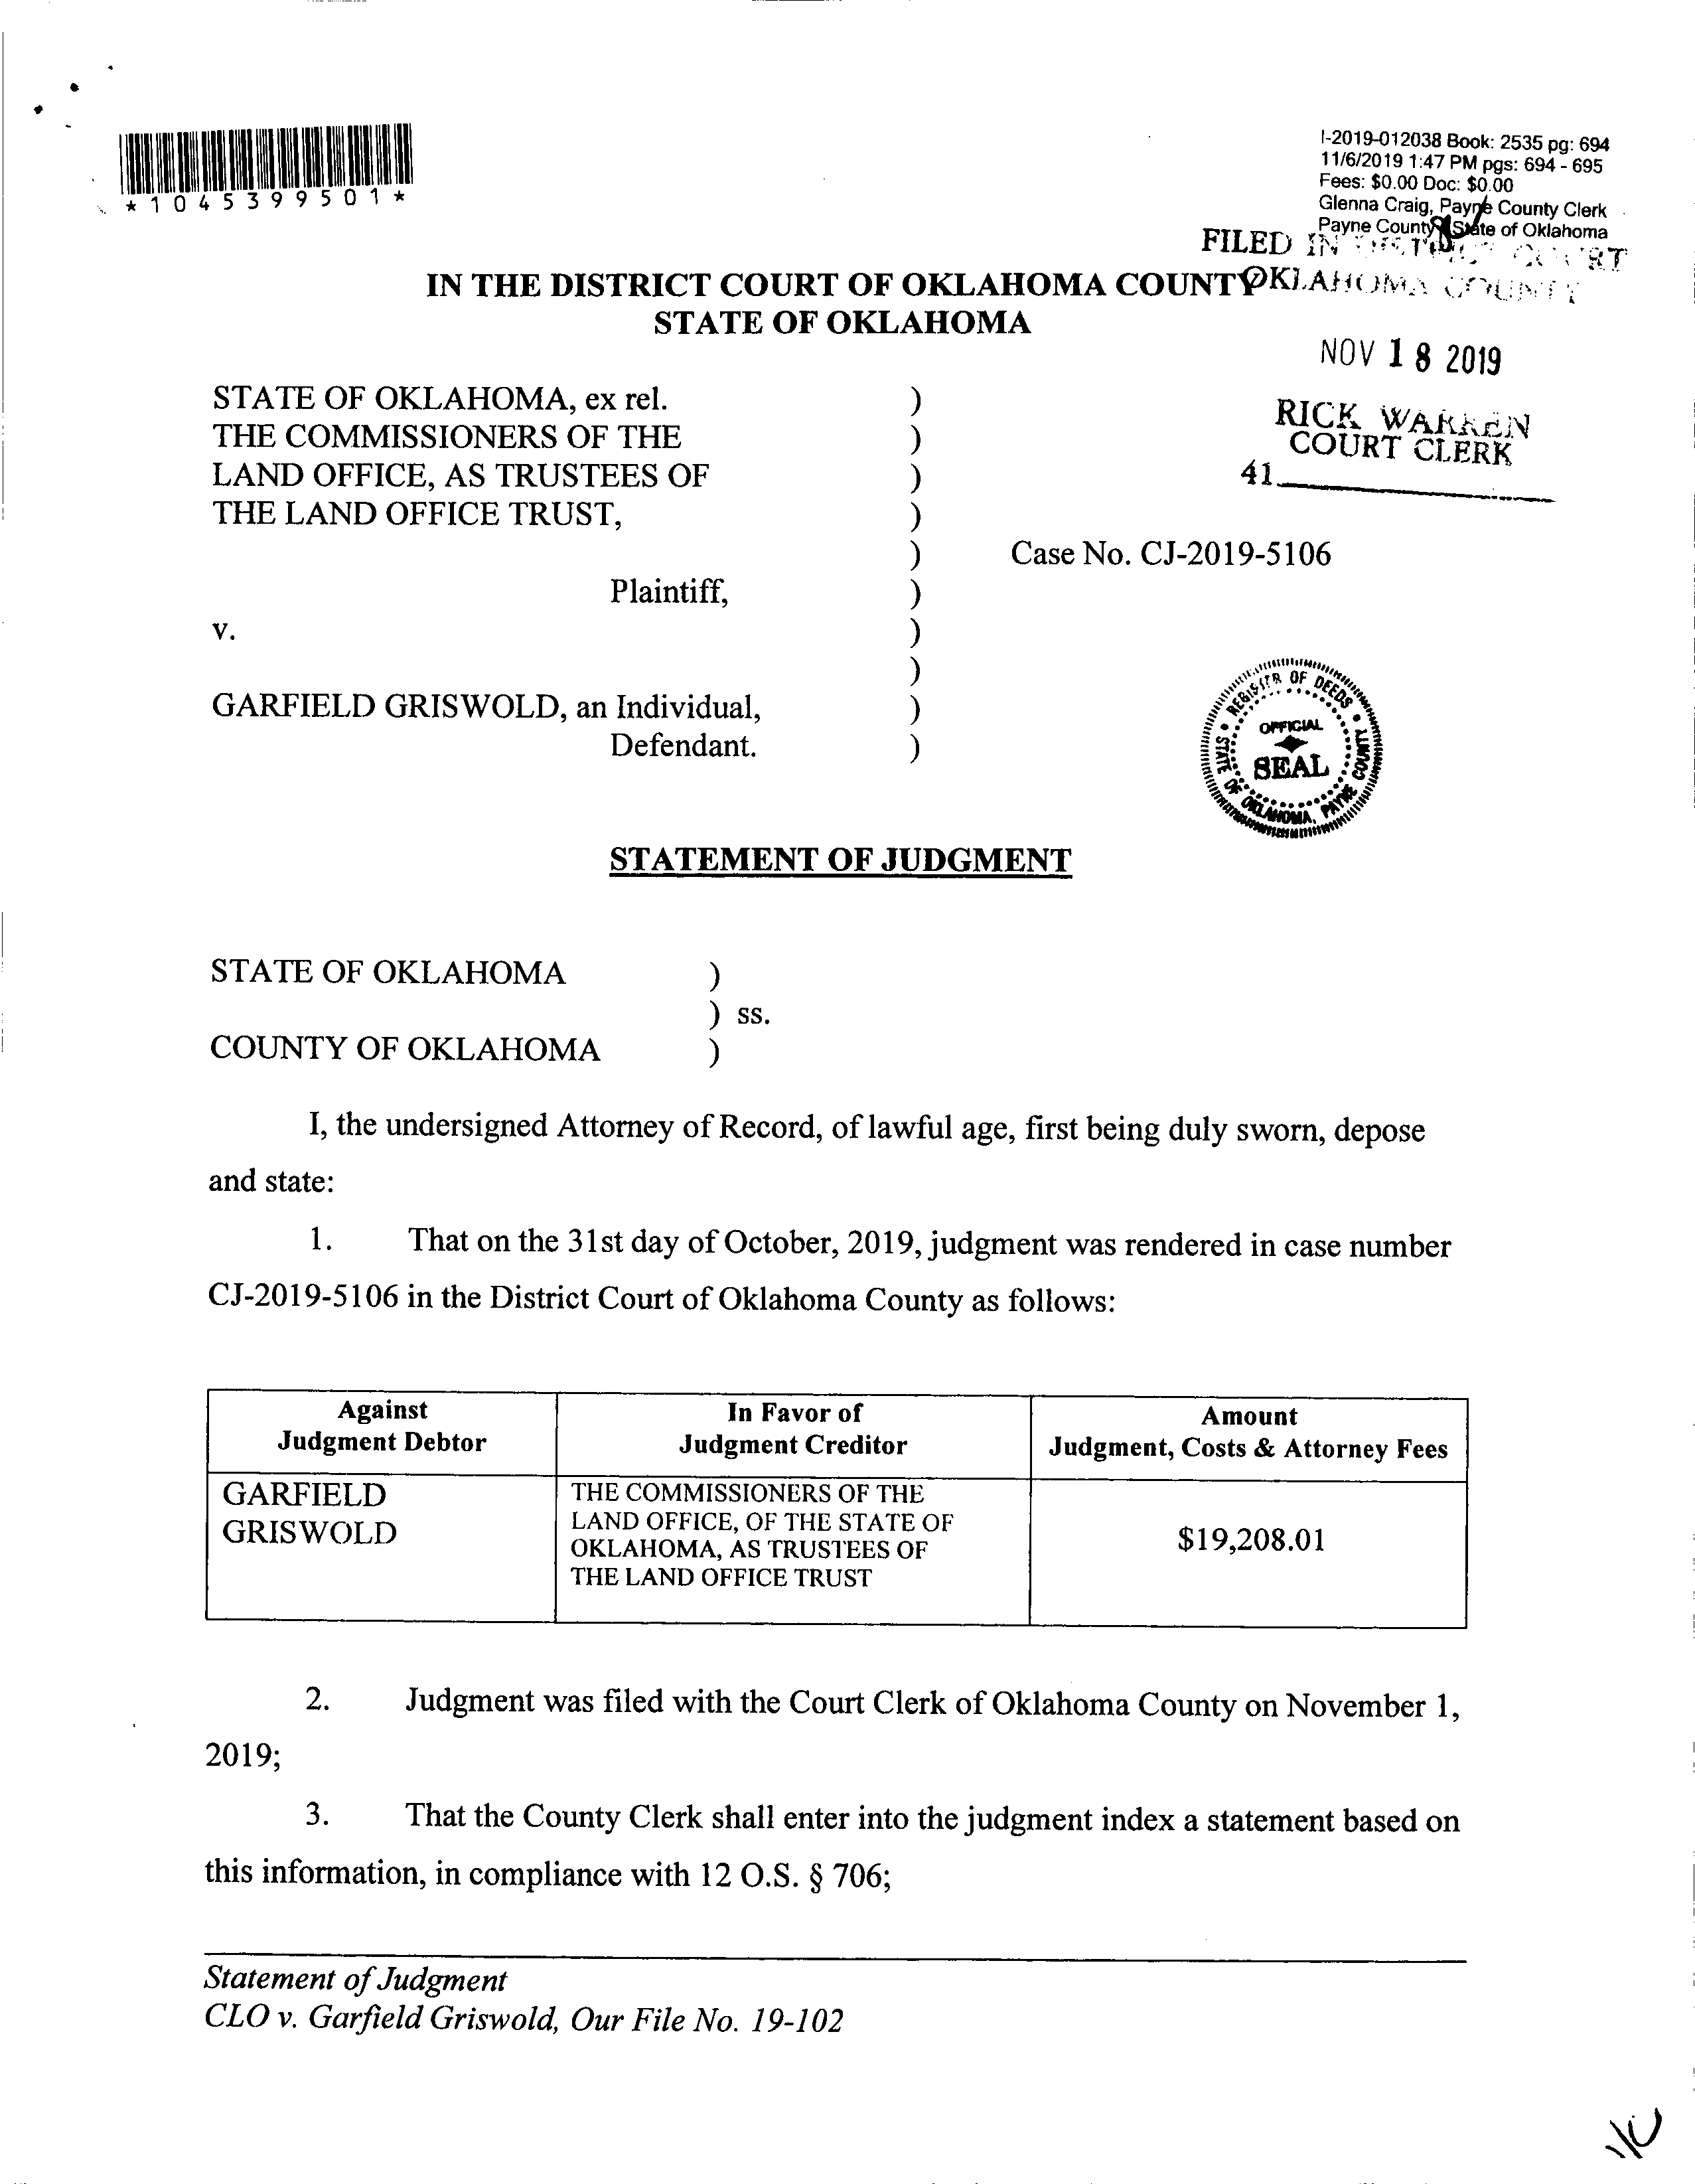 *1045399501*
I-2019-012038 Book: 2535 pg: 694
11/6/2019 1:47 PM pgs: 694 - 695
Fees: $0.00 Doc: $0.00
Glenna Craig, Payne County Clerk
Payne County State of Oklahoma
FILED IN DISTRICT COURT
OKLAHOMA COUNTY
IN THE DISTRICT COURT OF OKLAHOMA COUNTY
STATE OF OKLAHOMA
NOV 18 2019
RICK WARREN
COURT CLERK
41
STATE OF OKLAHOMA, ex rel. )
THE COMMISSIONERS OF THE )
LAND OFFICE, AS TRUSTEES OF )
THE LAND OFFICE TRUST, )
) Case No. CJ-2019-5106
Plaintiff, )
v. )
)
GARFIELD GRISWOLD, an Individual, )
Defendant. )
REGISTER OF DEEDS
STATE OF OKLAHOMA, PAYNE COUNTY
OFFICIAL
SEAL
STATEMENT OF JUDGMENT
STATE OF OKLAHOMA )
) ss.
COUNTY OF OKLAHOMA )
I, the undersigned Attorney of Record, of lawful age, first being duly sworn, depose
and state:
1. That on the 31st day of October, 2019, judgment was rendered in case number
CJ-2019-5106 in the District Court of Oklahoma County as follows:
Against
Judgment Debtor
In Favor of
Judgment Creditor
Amount
Judgment, Costs & Attorney Fees
GARFIELD
GRISWOLD
THE COMMISSIONERS OF THE
LAND OFFICE, OF THE STATE OF
OKLAHOMA, AS TRUSTEES OF
THE LAND OFFICE TRUST
$19,208.01
2. Judgment was filed with the Court Clerk of Oklahoma County on November 1,
2019;
3. That the County Clerk shall enter into the judgment index a statement based on
this information, in compliance with 12 O.S. § 706;
Statement of Judgment
CLO v. Garfield Griswold, Our File No. 19-102